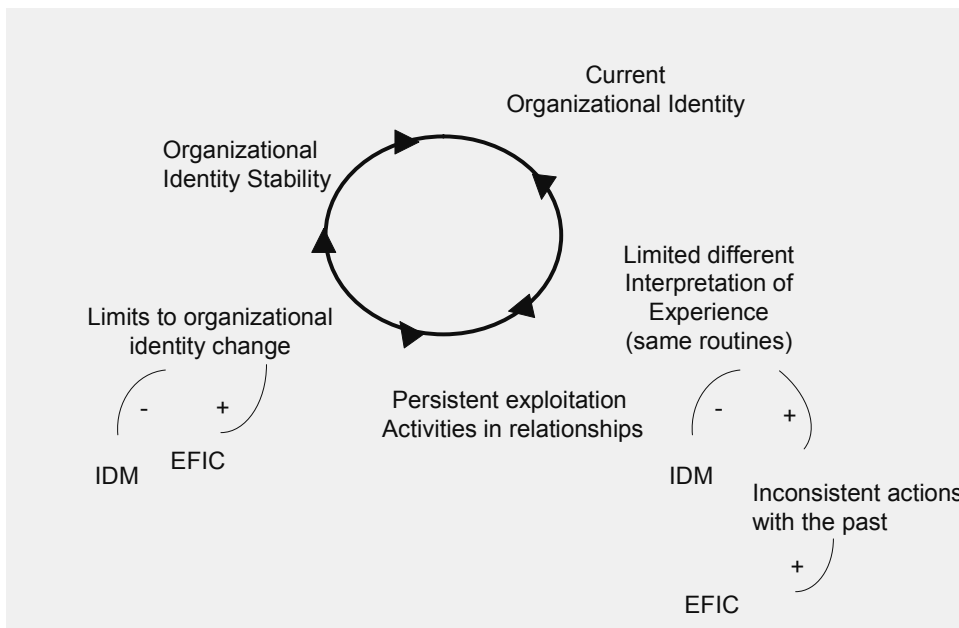 Current
Organizational Identity
Organizational
Identity Stability
Limited different
Interpretation of
Experience
(same routines)
Limits to organizational
identity change
Persistent exploitation
Activities in relationships
-
+
IDM
EFIC
-
+
IDM
Inconsistent actions
with the past
+
EFIC